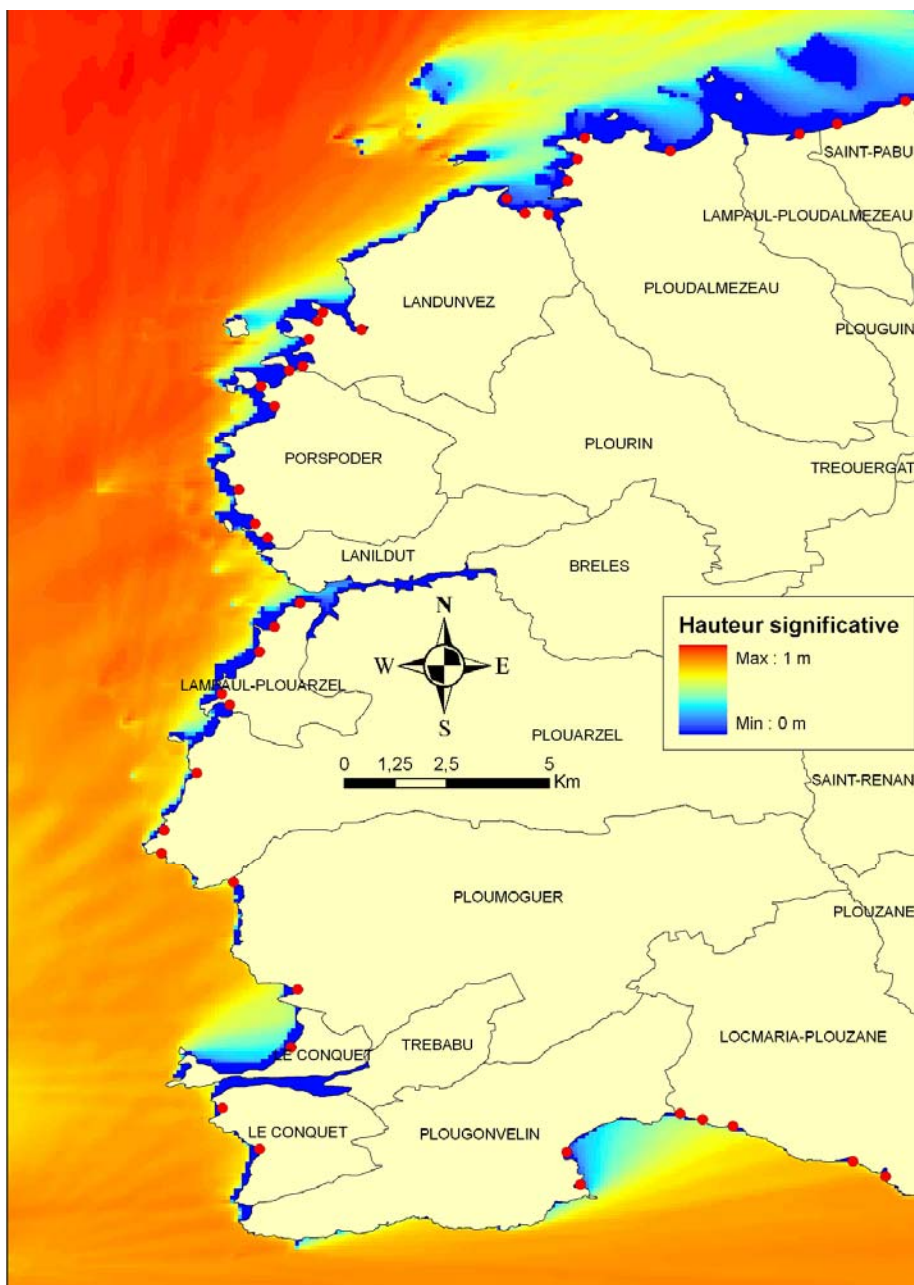 SAINT-PABU
LAMPAUL-PLOUDALMEZEAU
PLOUDALMEZEAU
LANDUNVEZ
PLOUGUIN
PLOURIN
PORSPODER
TREOUERGAT
LANILDUT
BRELES
N
W
E
S
Hauteur significative
Max : 1 m
Min : 0 m
LAMPAUL-PLOUARZEL
PLOUARZEL
0 1,25 2,5 5
Km
SAINT-RENAN
PLOUMOGUER
PLOUZANE
LOCMARIA-PLOUZANE
TREBABU
LE CONQUET
LE CONQUET
PLOUGONVELIN